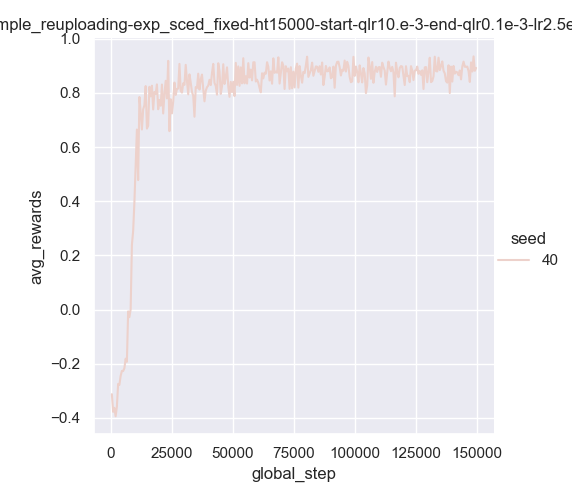 mple_reuploading-exp_sced_fixed-ht15000-start-qlr10.e-3-end-qlr0.1e-3-lr2.5e
1.0
0.8
0.6
0.4
0.2
0.0
−0.2
−0.4
avg_rewards
0 25000 50000 75000 100000 125000 150000
global_step
seed
40